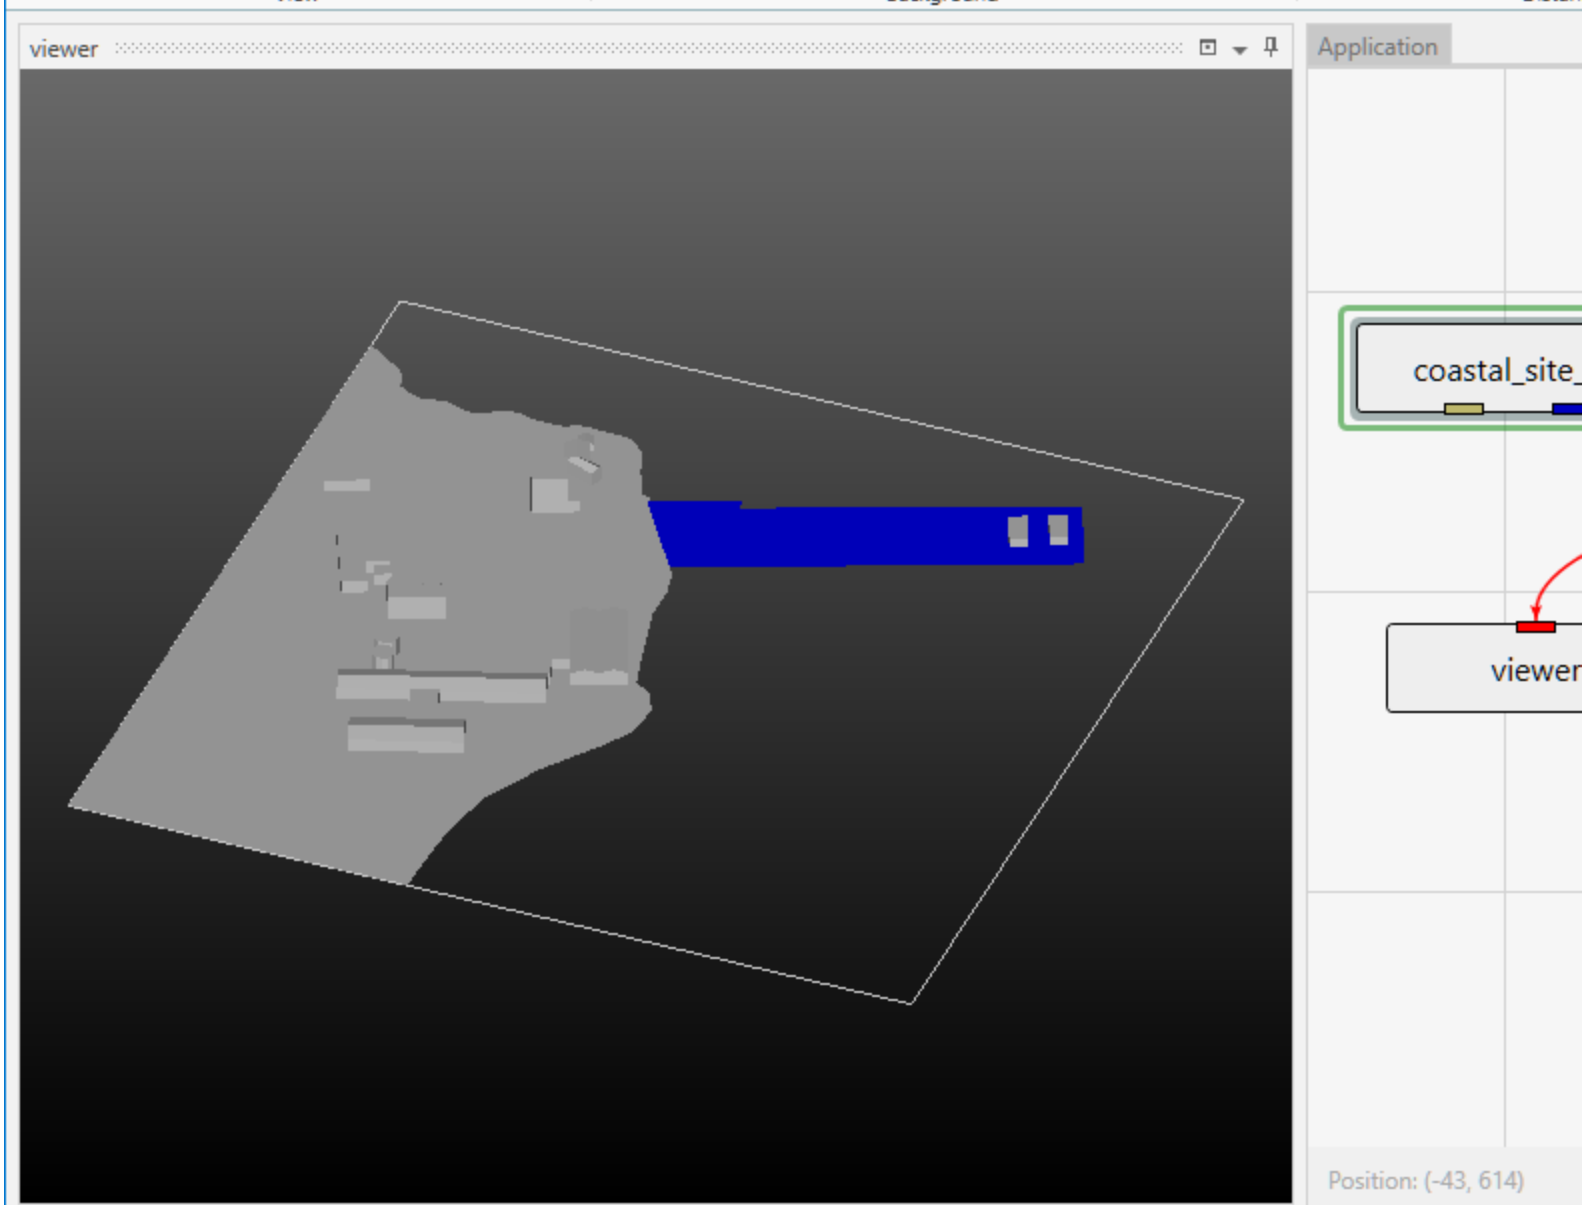 viewer
Application
coastal_site_
viewer
Position: (-43, 614)